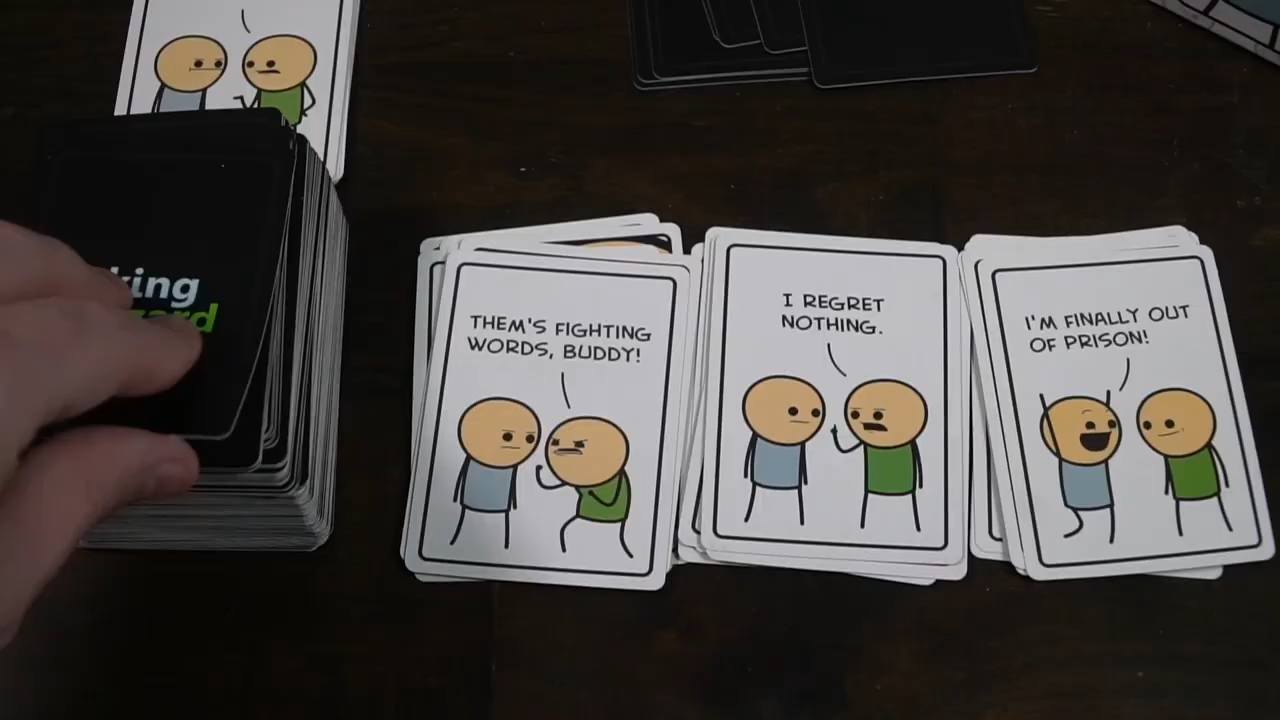 THEM'S FIGHTING
WORDS, BUDDY!
I REGRET
NOTHING.
I'M FINALLY OUT
OF PRISON!